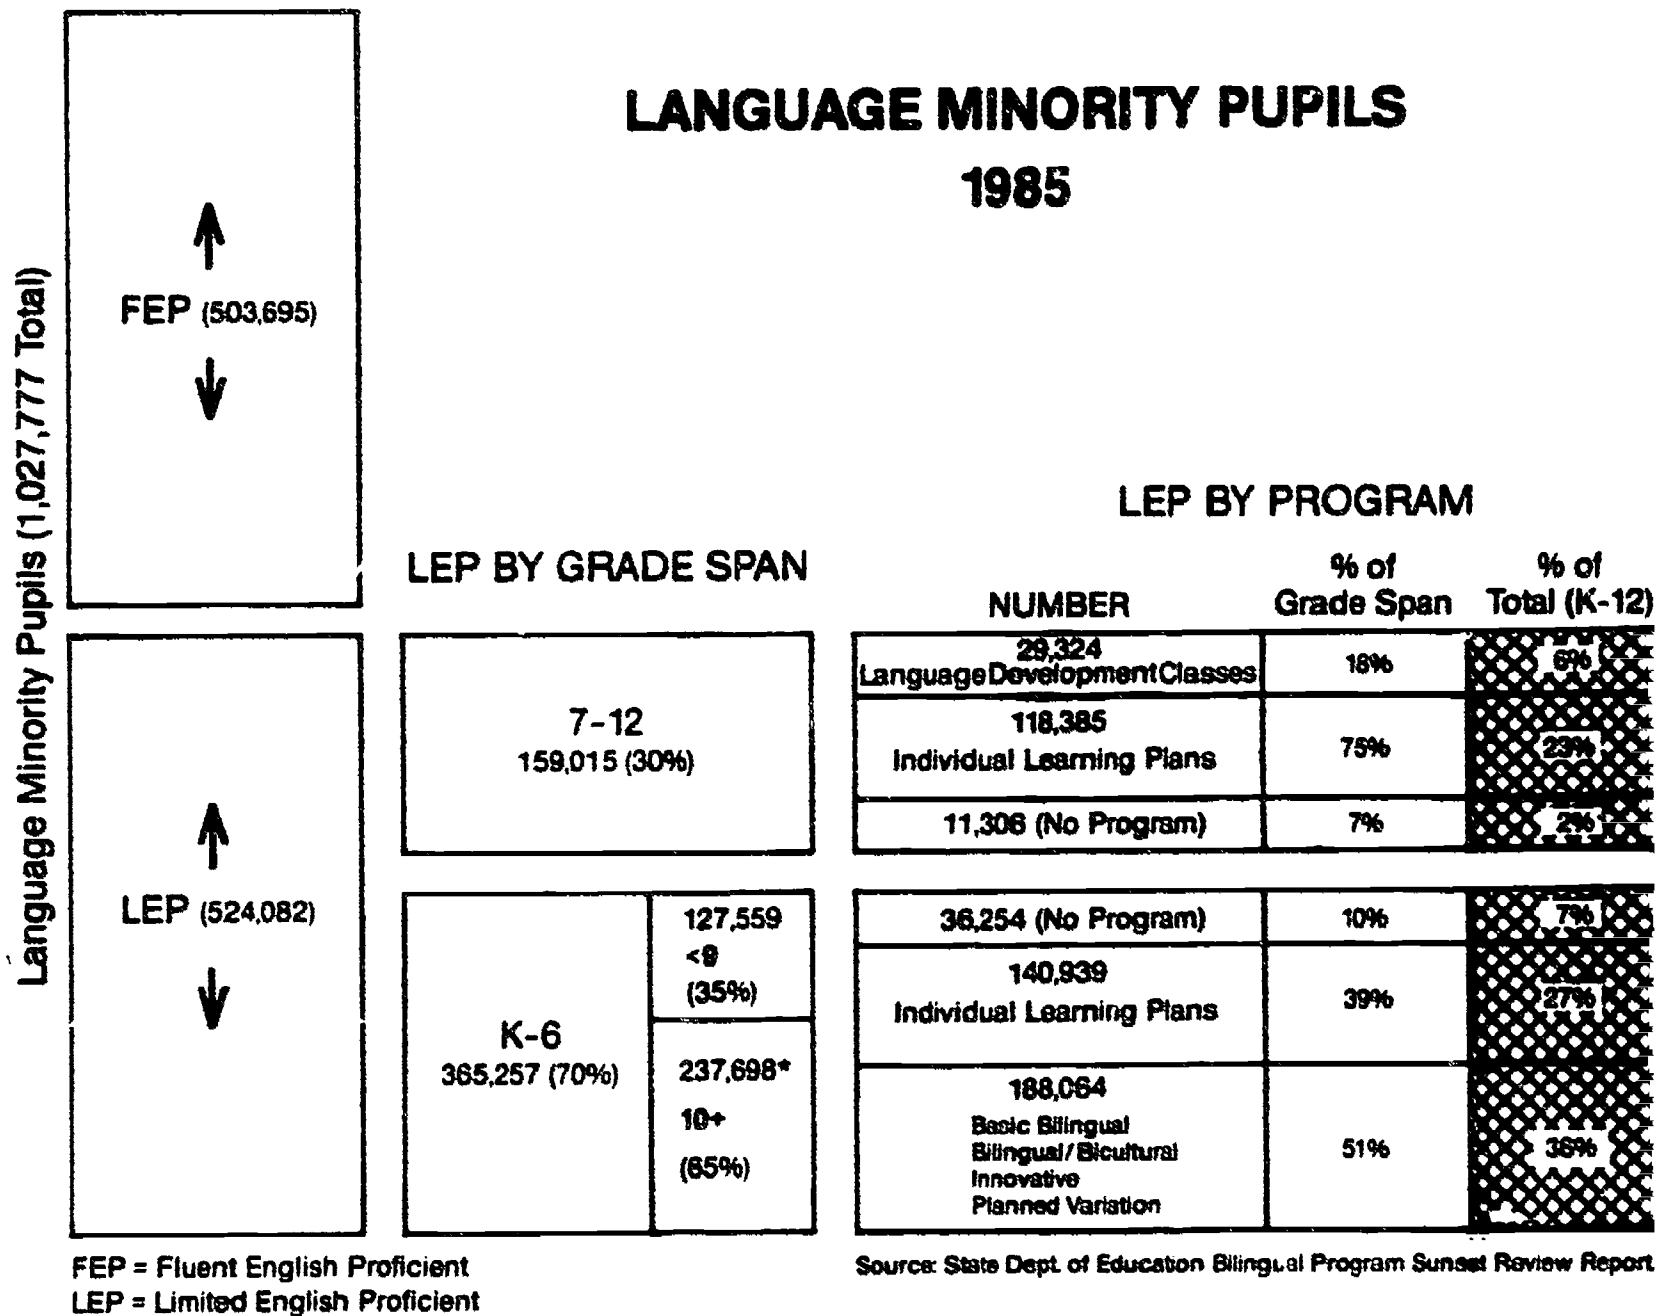 LANGUAGE MINORITY PUPILS
1985
Language Minority Pupils (1,027,777 Total)
FEP (503,695)
LEP (524,082)
LEP BY GRADE SPAN
7-12
159,015 (30%)
K-6
365,257 (70%)
127,559
<9
(35%)
237,698*
10+
(65%)
LEP BY PROGRAM
NUMBER
% of
Grade Span
% of
Total (K-12)
29,324
Language Development Classes
18%
6%
118,385
Individual Learning Plans
75%
23%
11,306 (No Program)
7%
2%
36,254 (No Program)
10%
7%
140,939
Individual Learning Plans
39%
27%
188,064
Basic Bilingual
Bilingual/Bicultural
Innovative
Planned Variation
51%
36%
FEP = Fluent English Proficient
LEP = Limited English Proficient
Source: State Dept. of Education Bilingual Program Sunset Review Report